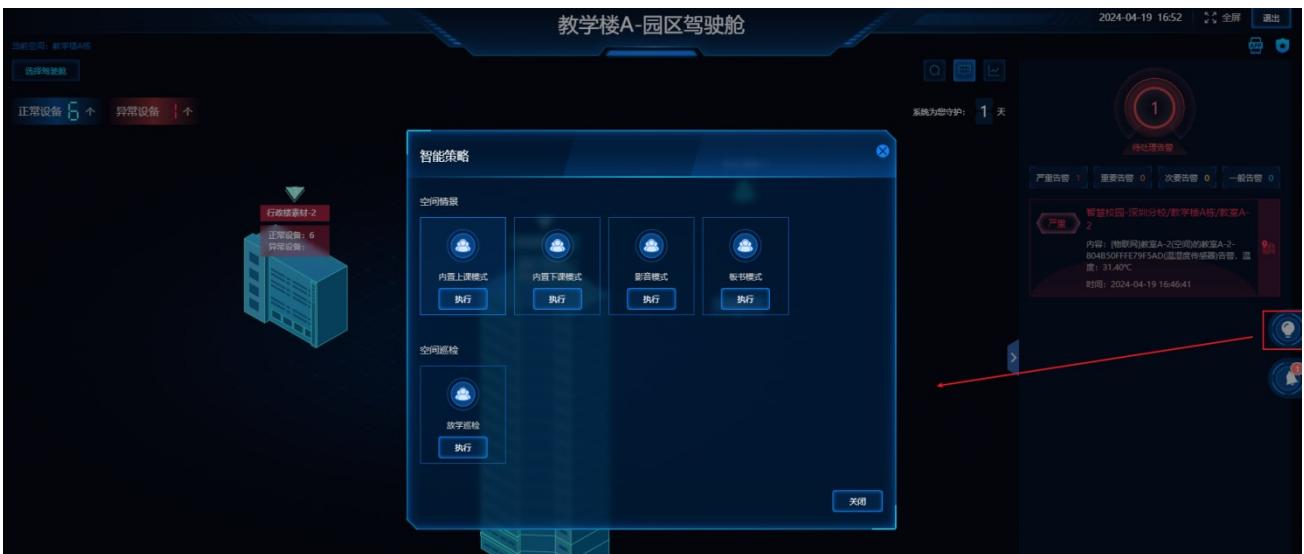 教学楼A-园区驾驶舱
2024-04-19 16:52 全屏 退出
当前空间: 教学楼A栋
选择驾驶舱
正常设备 6 个 异常设备 1 个
系统为您守护: 1 天
1
待处理告警
严重告警 1 重要告警 0 次要告警 0 一般告警 0
严重
智慧校园-深圳分校/教学楼A栋/教室A-2
内容: [物联网]教室A-2(空间)的教室A-2-804B50FFFE79F5AD(温湿度传感器)告警, 温度: 31.40℃
时间: 2024-04-19 16:46:41
行政楼素材-2
正常设备: 6
异常设备:
智能策略
空间情景
内置上课模式 内置下课模式 影音模式 板书模式
执行 执行 执行 执行
空间巡检
放学巡检
执行
关闭
1